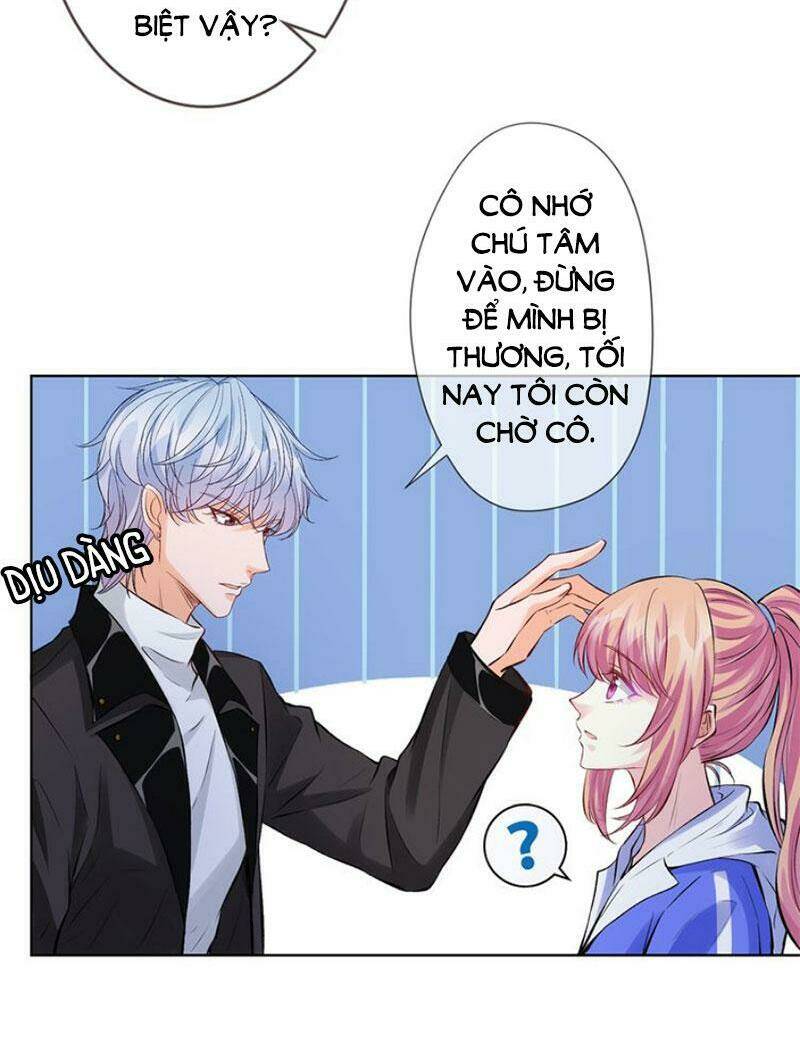 BIỆT VẬY?
CÔ NHỚ
CHÚ TÂM
VÀO, ĐỪNG
ĐỂ MÌNH BỊ
THƯƠNG, TỐI
NAY TÔI CÒN
CHỜ CÔ.
DỊU DÀNG
?